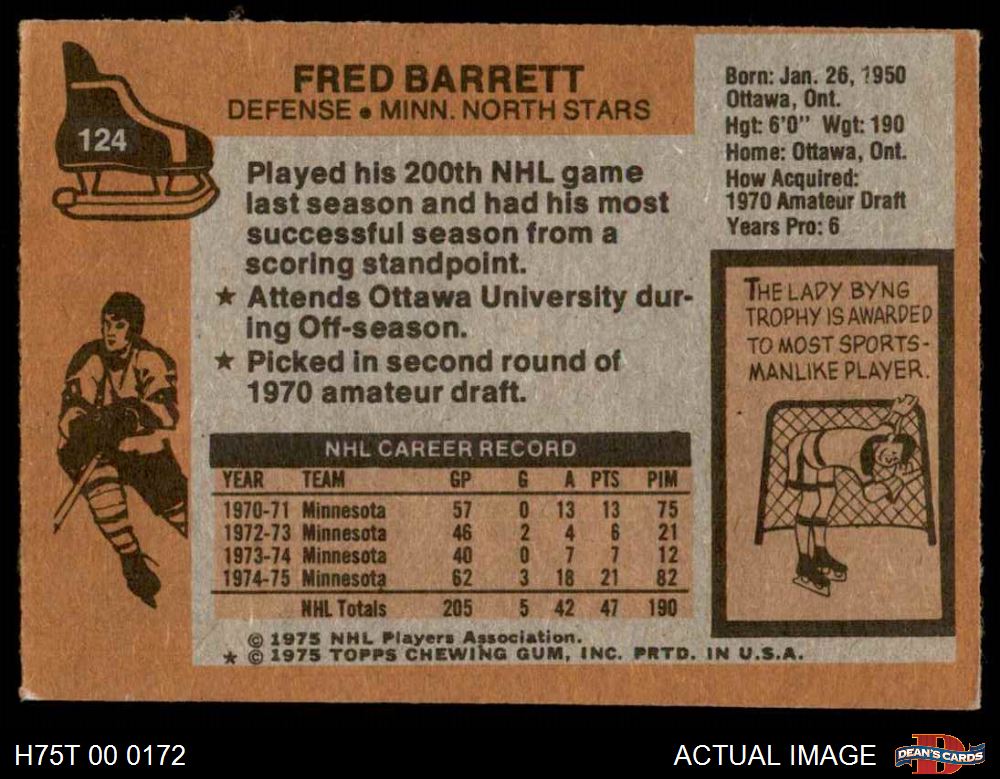 124
FRED BARRETT
DEFENSE • MINN. NORTH STARS
Played his 200th NHL game
last season and had his most
successful season from a
scoring standpoint.
★ Attends Ottawa University dur-
ing Off-season.
★ Picked in second round of
1970 amateur draft.
Born: Jan. 26, 1950
Ottawa, Ont.
Hgt: 6'0" Wgt: 190
Home: Ottawa, Ont.
How Acquired:
1970 Amateur Draft
Years Pro: 6
THE LADY BYNG
TROPHY IS AWARDED
TO MOST SPORTS-
MANLIKE PLAYER.
NHL CAREER RECORD
YEAR TEAM GP G A PTS PIM
1970-71 Minnesota 57 0 13 13 75
1972-73 Minnesota 46 2 4 6 21
1973-74 Minnesota 40 0 7 7 12
1974-75 Minnesota 62 3 18 21 82
NHL Totals 205 5 42 47 190
© 1975 NHL Players Association.
★ © 1975 TOPPS CHEWING GUM, INC. PRTD. IN U.S.A.
H75T 00 0172
ACTUAL IMAGE
DEAN'S CARDS